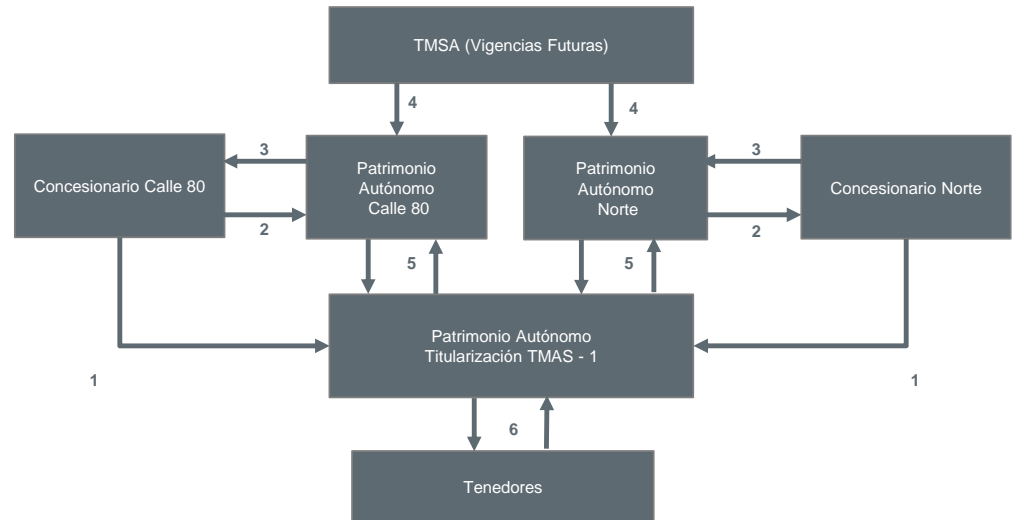 TMSA (Vigencias Futuras)
4
4
3
3
Concesionario Calle 80
Patrimonio
Autónomo
Calle 80
Patrimonio
Autónomo
Norte
Concesionario Norte
2
2
5
5
Patrimonio Autónomo
Titularización TMAS - 1
1
1
6
Tenedores